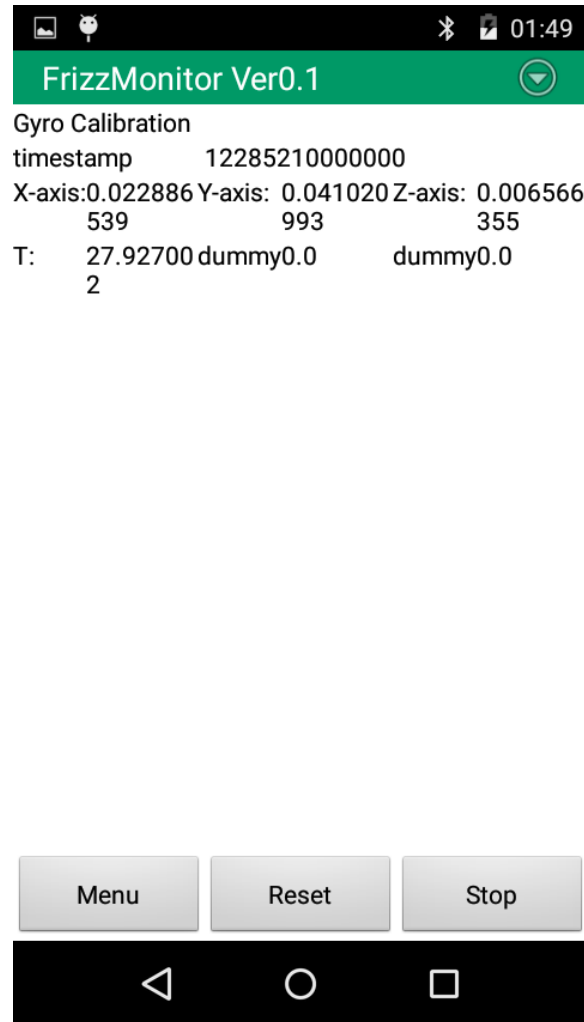 01:49
FrizzMonitor Ver0.1
Gyro Calibration
timestamp 12285210000000
X-axis:0.022886 Y-axis: 0.041020 Z-axis: 0.006566
539 993 355
T: 27.92700 dummy0.0 dummy0.0
2
Menu Reset Stop